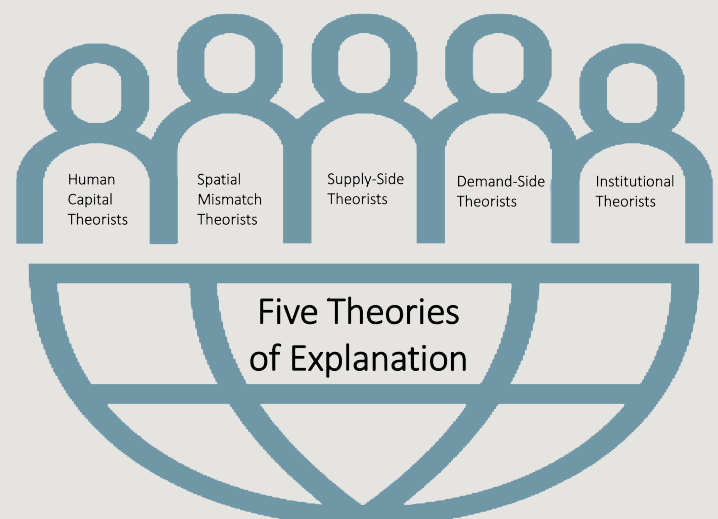 Human
Capital
Theorists
Spatial
Mismatch
Theorists
Supply-Side
Theorists
Demand-Side
Theorists
Institutional
Theorists
Five Theories
of Explanation